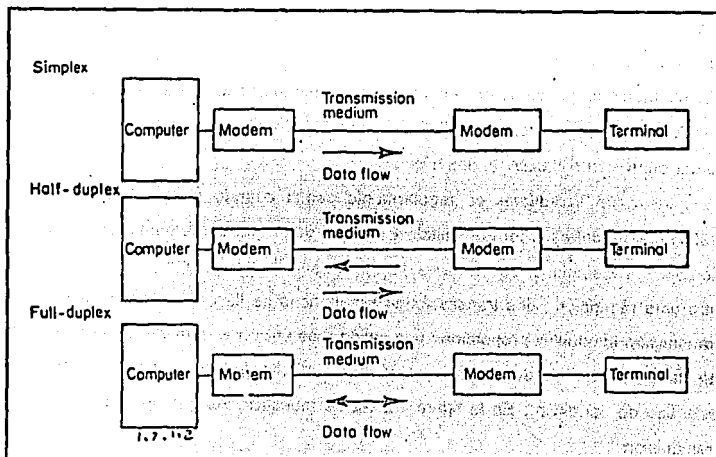 Simplex
Transmission
medium
Computer Modem Modem Terminal
Data flow
Half-duplex
Transmission
medium
Computer Modem Modem Terminal
Data flow
Full-duplex
Transmission
medium
Computer Modem Modem Terminal
Data flow